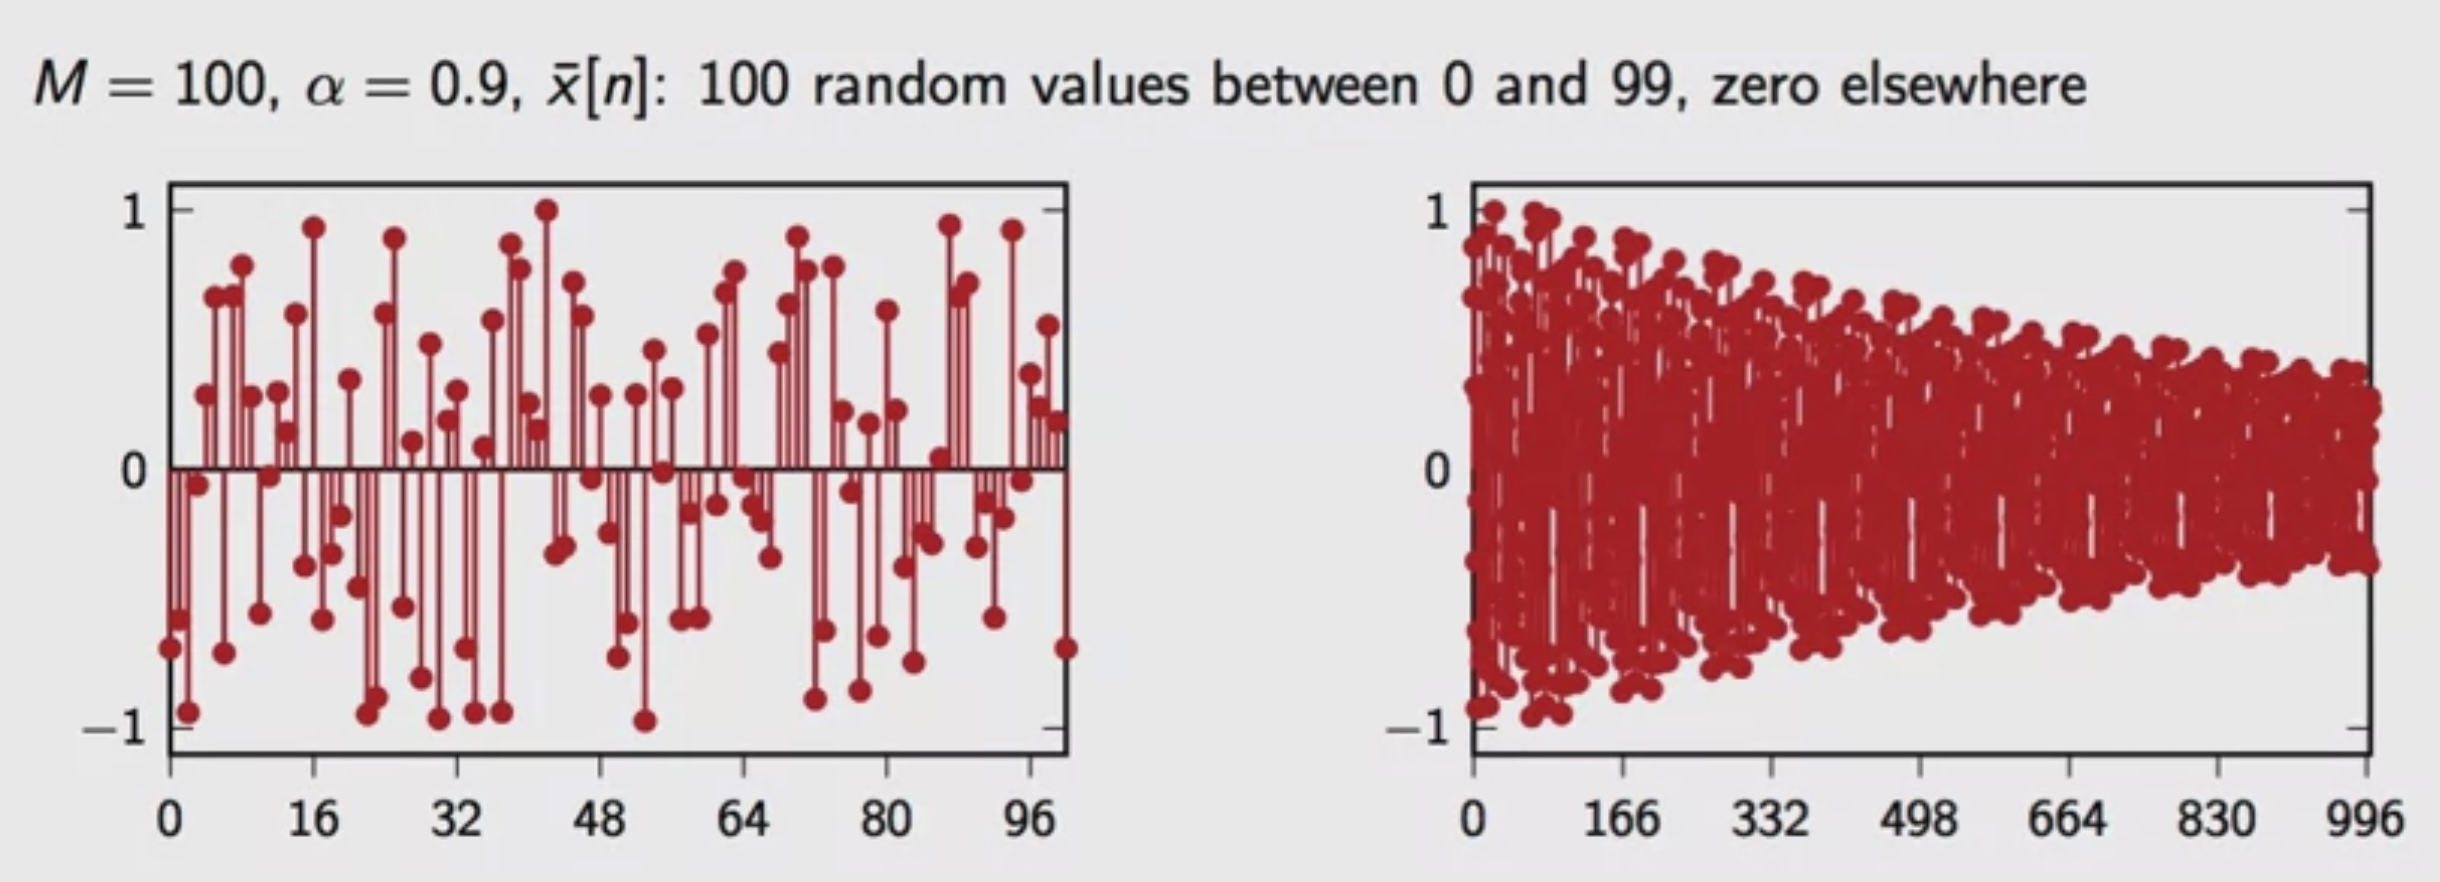 M = 100, α = 0.9, x̄[n]: 100 random values between 0 and 99, zero elsewhere
1
0
−1
0 16 32 48 64 80 96
1
0
−1
0 166 332 498 664 830 996